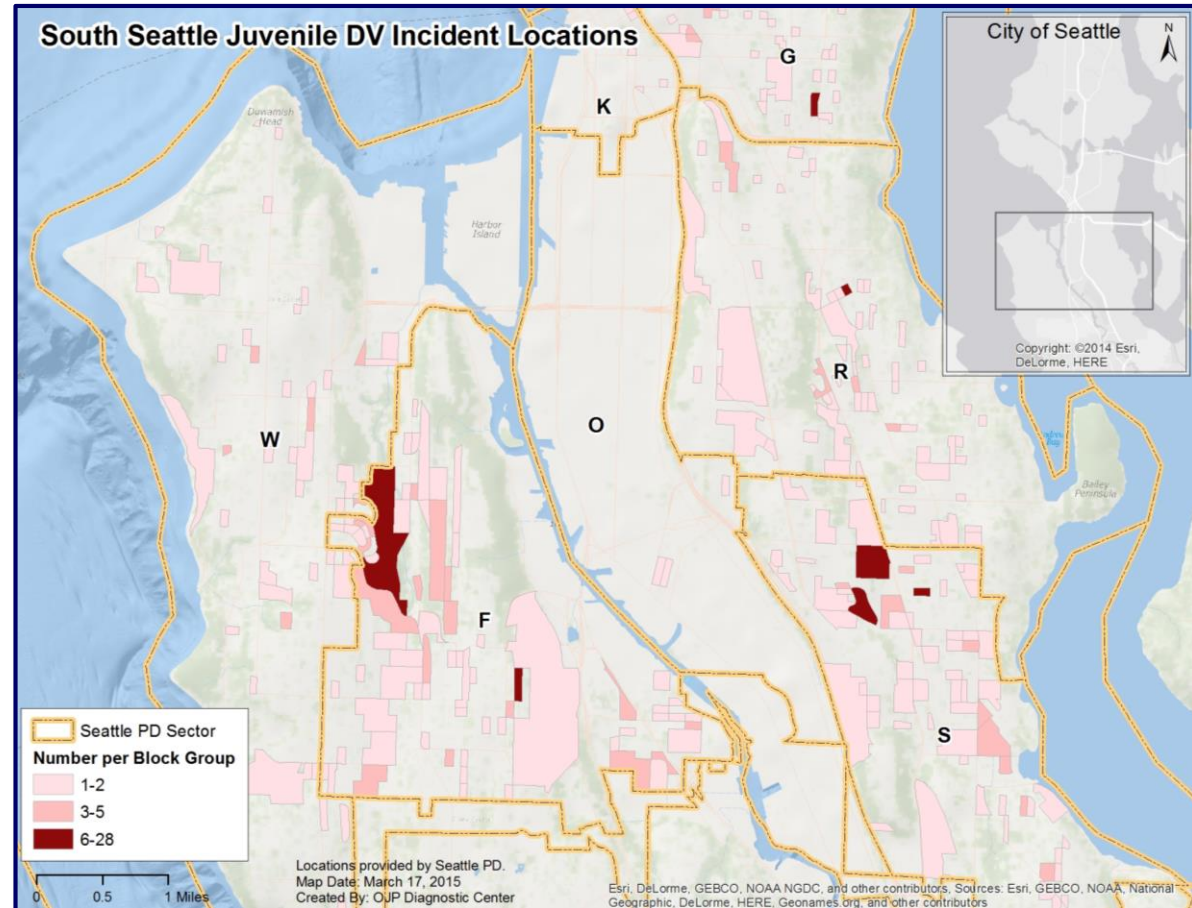 South Seattle Juvenile DV Incident Locations
City of Seattle
N
Copyright: ©2014 Esri,
DeLorme, HERE
G
K
Duwamish
Head
Harbor
Island
R
W
O
Bailey
Peninsula
F
S
Seattle PD Sector
Number per Block Group
1-2
3-5
6-28
0 0.5 1 Miles
Locations provided by Seattle PD.
Map Date: March 17, 2015
Created By: OJP Diagnostic Center
Esri, DeLorme, GEBCO, NOAA NGDC, and other contributors, Sources: Esri, GEBCO, NOAA, National
Geographic, DeLorme, HERE, Geonames.org, and other contributors